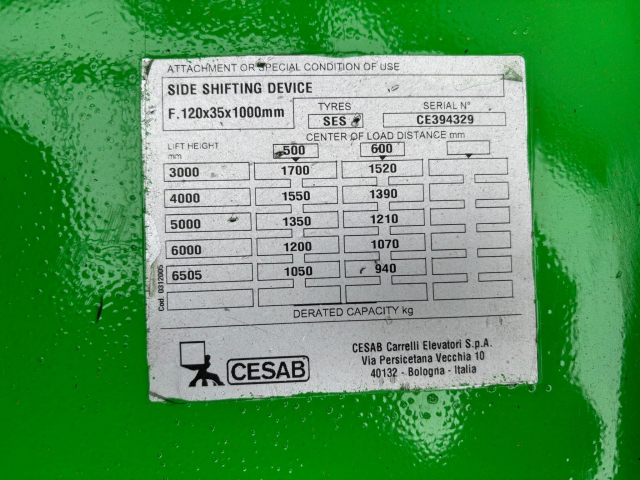 ATTACHMENT OR SPECIAL CONDITION OF USE
SIDE SHIFTING DEVICE
F.120x35x1000mm
TYRES
SES
SERIAL N°
CE394329
CENTER OF LOAD DISTANCE mm
LIFT HEIGHT mm
500 600
3000 1700 1520
4000 1550 1390
5000 1350 1210
6000 1200 1070
6505 1050 940
DERATED CAPACITY kg
Cod. 0312005
CESAB
CESAB Carrelli Elevatori S.p.A.
Via Persicetana Vecchia 10
40132 - Bologna - Italia